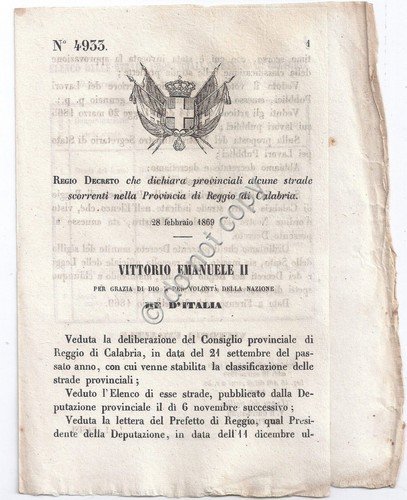 N.º 4933.
1
REGIO DECRETO che dichiara provinciali alcune strade
scorrenti nella Provincia di Reggio di Calabria.
28 febbraio 1869
VITTORIO EMANUELE II
PER GRAZIA DI DIO E PER VOLONTÀ DELLA NAZIONE
RE D'ITALIA
Veduta la deliberazione del Consiglio provinciale di
Reggio di Calabria, in data del 21 settembre del pas-
sato anno, con cui venne stabilita la classificazione delle
strade provinciali;
Veduto l'Elenco di esse strade, pubblicato dalla De-
putazione provinciale il dì 6 novembre successivo;
Veduta la lettera del Prefetto di Reggio, qual Presi-
dente della Deputazione, in data dell'11 dicembre ul-